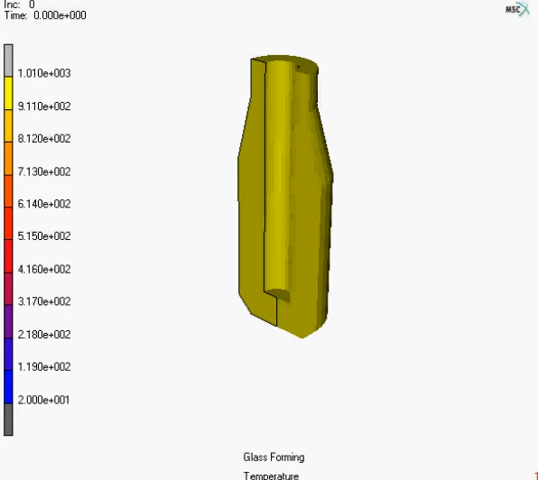 Inc: 0
Time: 0.000e+000
MSC
1.010e+003
9.110e+002
8.120e+002
7.130e+002
6.140e+002
5.150e+002
4.160e+002
3.170e+002
2.180e+002
1.190e+002
2.000e+001
Glass Forming
Temperature
1